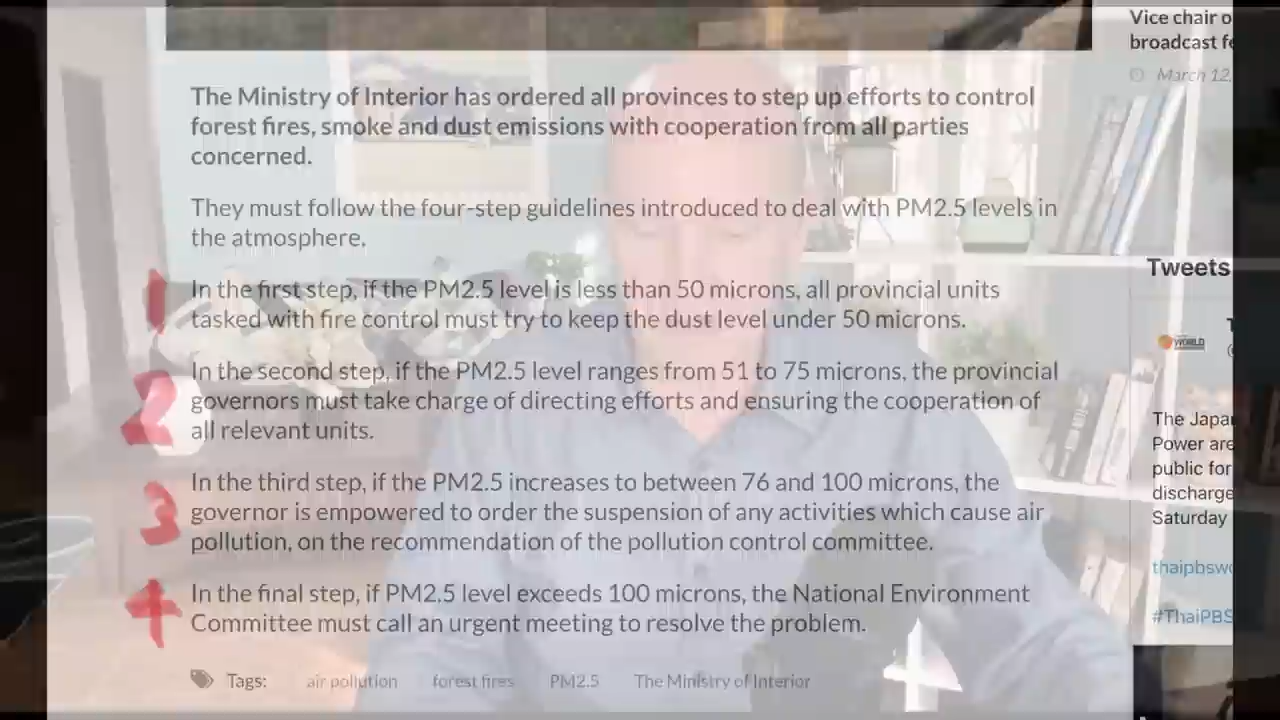 The Ministry of Interior has ordered all provinces to step up efforts to control
forest fires, smoke and dust emissions with cooperation from all parties
concerned.
They must follow the four-step guidelines introduced to deal with PM2.5 levels in
the atmosphere.
1
In the first step, if the PM2.5 level is less than 50 microns, all provincial units
tasked with fire control must try to keep the dust level under 50 microns.
2
In the second step, if the PM2.5 level ranges from 51 to 75 microns, the provincial
governors must take charge of directing efforts and ensuring the cooperation of
all relevant units.
3
In the third step, if the PM2.5 increases to between 76 and 100 microns, the
governor is empowered to order the suspension of any activities which cause air
pollution, on the recommendation of the pollution control committee.
4
In the final step, if PM2.5 level exceeds 100 microns, the National Environment
Committee must call an urgent meeting to resolve the problem.
Tags: air pollution forest fires PM2.5 The Ministry of Interior
Vice chair o
broadcast fe
March 12,
Tweets
WORLD
The Japa
Power are
public for
discharge
Saturday
thaipbswo
#ThaiPBS